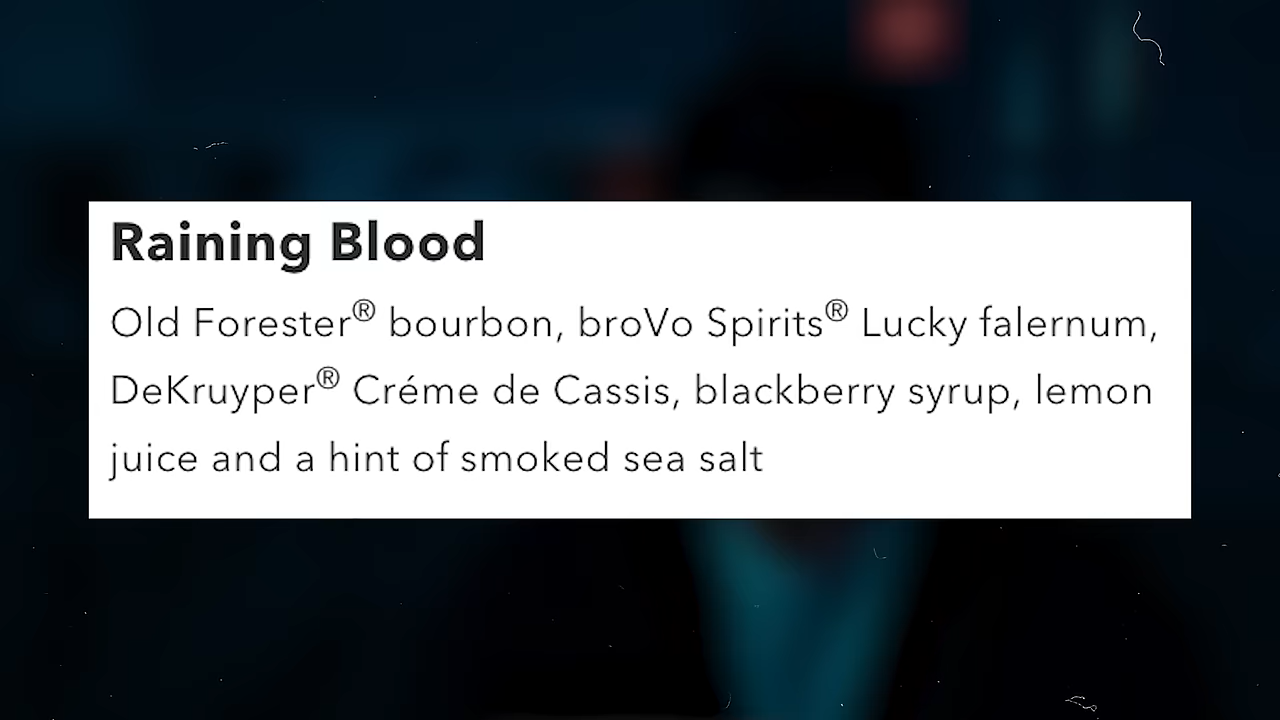 Raining Blood
Old Forester® bourbon, broVo Spirits® Lucky falernum,
DeKruyper® Créme de Cassis, blackberry syrup, lemon
juice and a hint of smoked sea salt